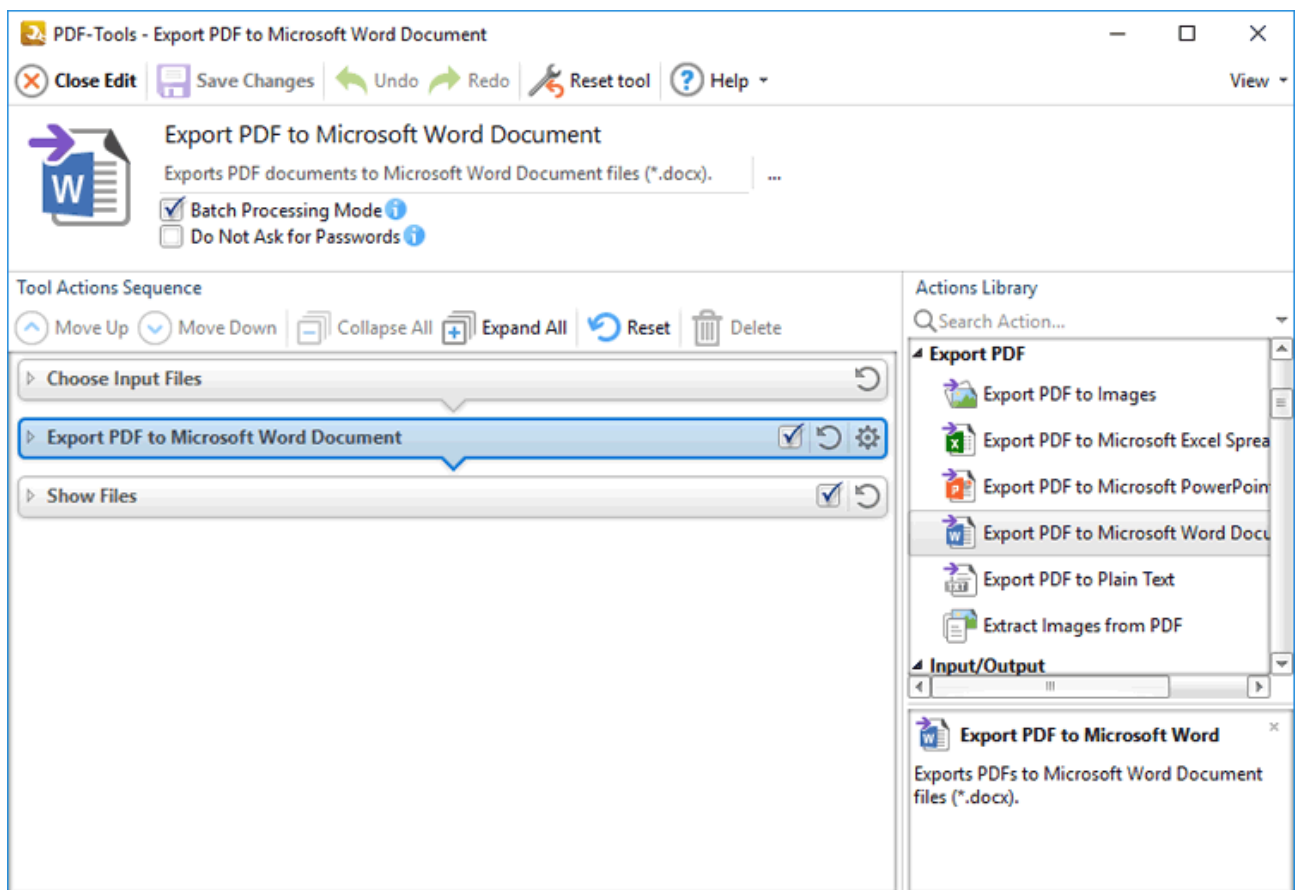 PDF-Tools - Export PDF to Microsoft Word Document
Close Edit Save Changes Undo Redo Reset tool Help View
Export PDF to Microsoft Word Document
Exports PDF documents to Microsoft Word Document files (*.docx). ...
Batch Processing Mode
Do Not Ask for Passwords
Tool Actions Sequence
Move Up Move Down Collapse All Expand All Reset Delete
Choose Input Files
Export PDF to Microsoft Word Document
Show Files
Actions Library
Search Action...
Export PDF
Export PDF to Images
Export PDF to Microsoft Excel Sprea
Export PDF to Microsoft PowerPoin
Export PDF to Microsoft Word Docu
Export PDF to Plain Text
Extract Images from PDF
Input/Output
Export PDF to Microsoft Word
Exports PDFs to Microsoft Word Document
files (*.docx).